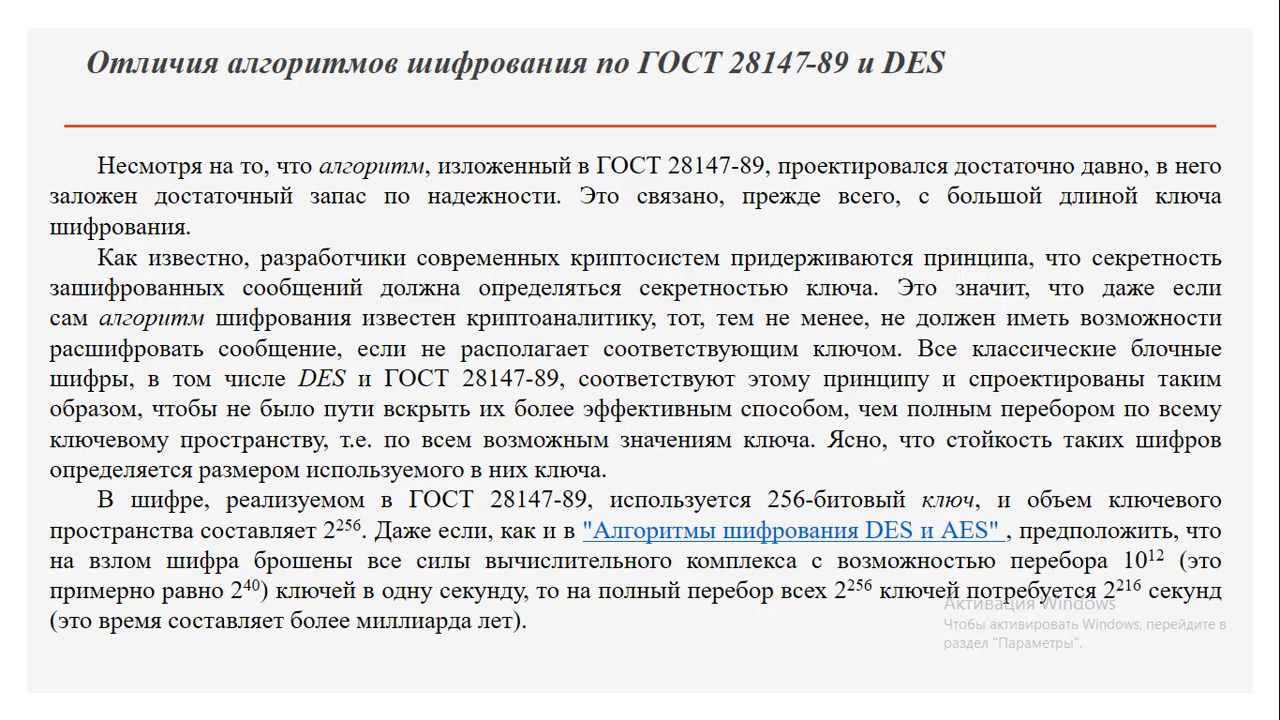 Отличия алгоритмов шифрования по ГОСТ 28147-89 и DES
Несмотря на то, что алгоритм, изложенный в ГОСТ 28147-89, проектировался достаточно давно, в него
заложен достаточный запас по надежности. Это связано, прежде всего, с большой длиной ключа
шифрования.
Как известно, разработчики современных криптосистем придерживаются принципа, что секретность
зашифрованных сообщений должна определяться секретностью ключа. Это значит, что даже если
сам алгоритм шифрования известен криптоаналитику, тот, тем не менее, не должен иметь возможности
расшифровать сообщение, если не располагает соответствующим ключом. Все классические блочные
шифры, в том числе DES и ГОСТ 28147-89, соответствуют этому принципу и спроектированы таким
образом, чтобы не было пути вскрыть их более эффективным способом, чем полным перебором по всему
ключевому пространству, т.е. по всем возможным значениям ключа. Ясно, что стойкость таких шифров
определяется размером используемого в них ключа.
В шифре, реализуемом в ГОСТ 28147-89, используется 256-битовый ключ, и объем ключевого
пространства составляет 2²⁵⁶. Даже если, как и в "Алгоритмы шифрования DES и AES" , предположить, что
на взлом шифра брошены все силы вычислительного комплекса с возможностью перебора 10¹² (это
примерно равно 2⁴⁰) ключей в одну секунду, то на полный перебор всех 2²⁵⁶ ключей потребуется 2²¹⁶ секунд
(это время составляет более миллиарда лет).
Активация Windows
Чтобы активировать Windows, перейдите в
раздел "Параметры".